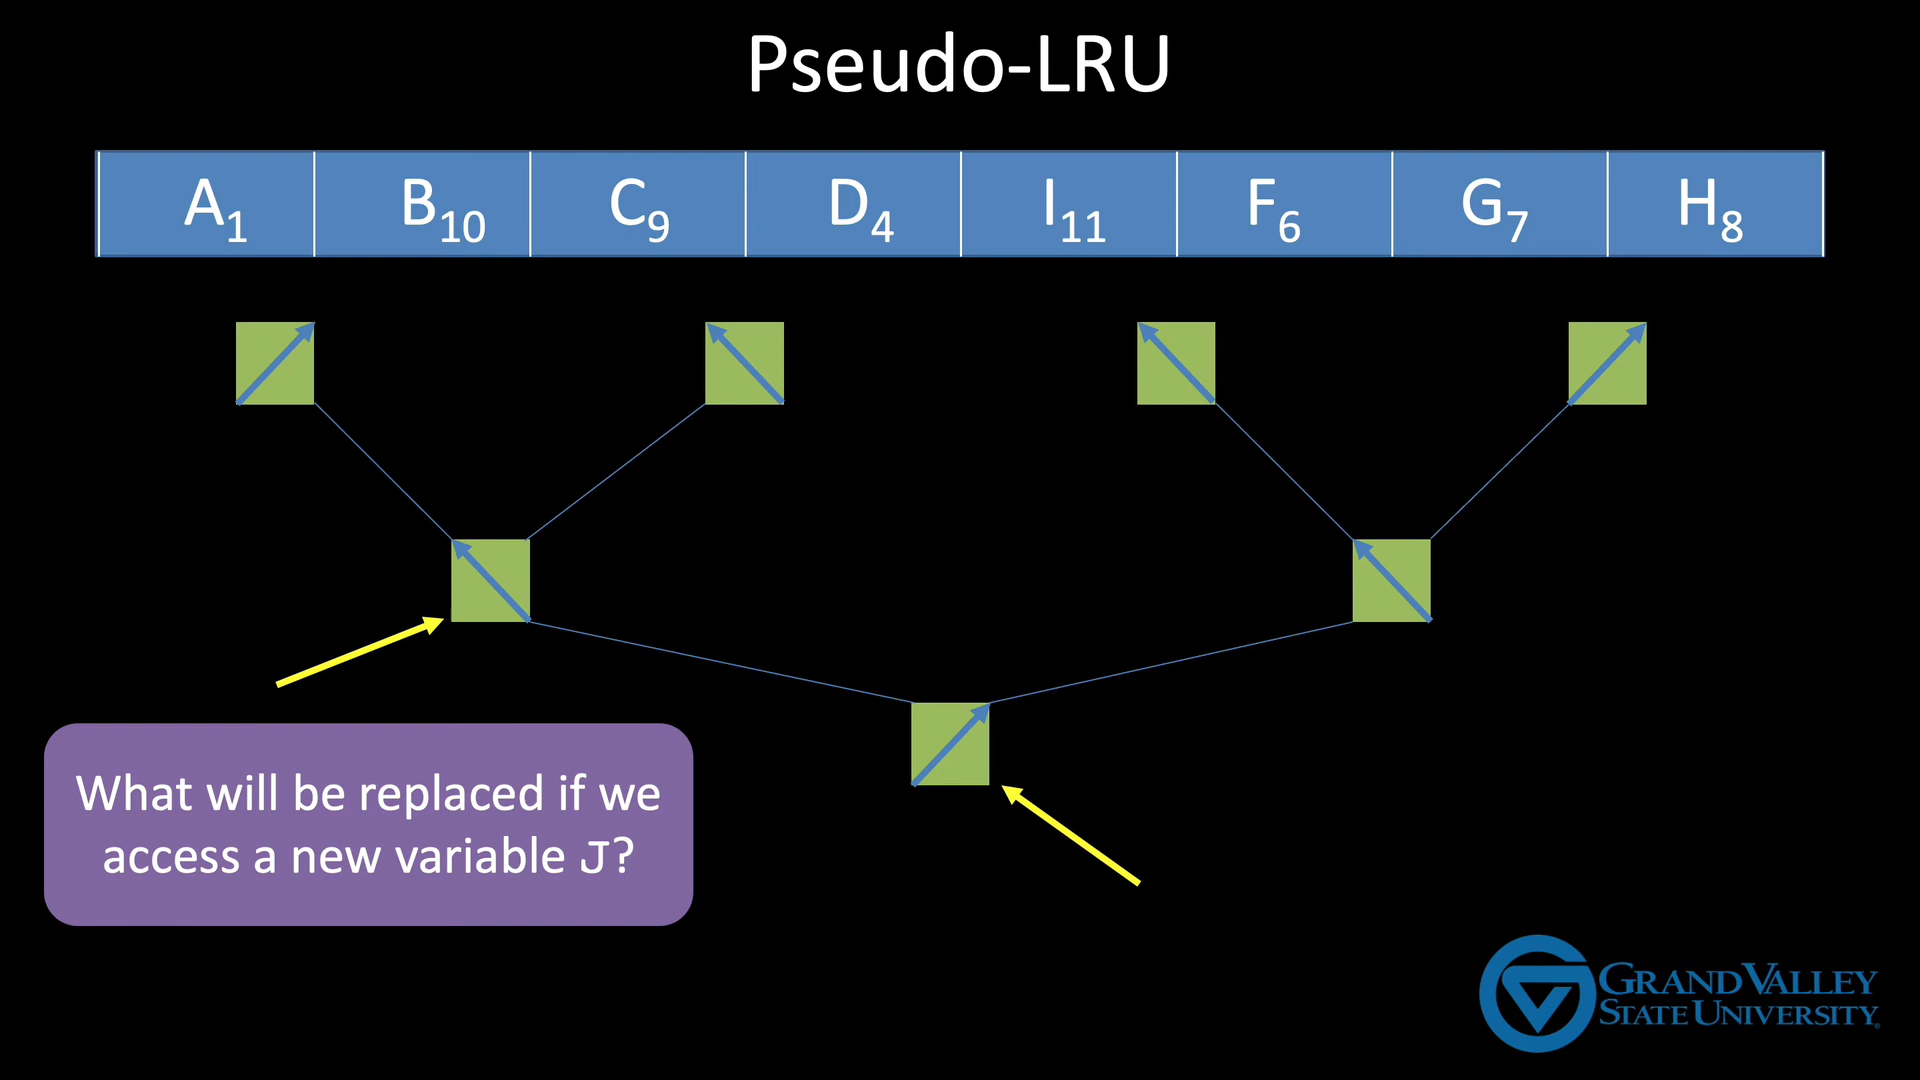 Pseudo-LRU
A1 B10 C9 D4 I11 F6 G7 H8
What will be replaced if we
access a new variable J?
GRAND VALLEY
STATE UNIVERSITY